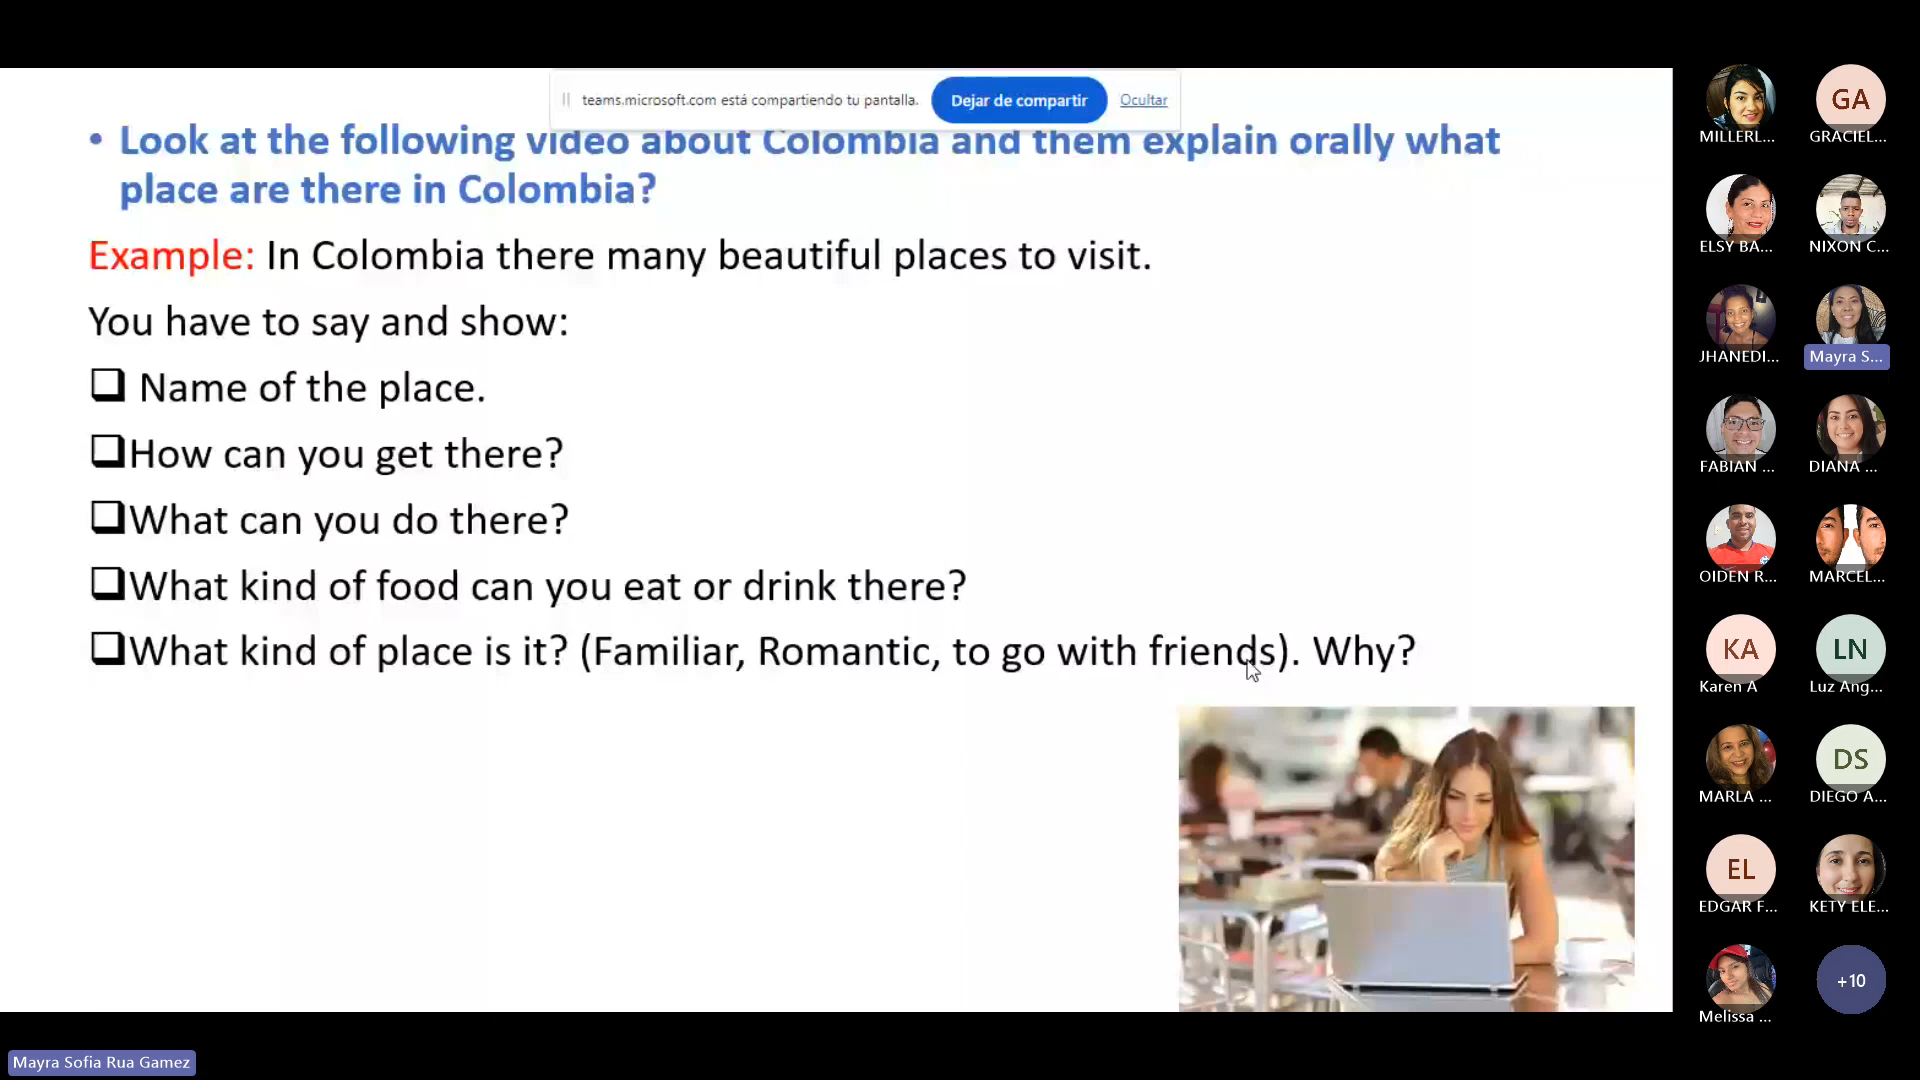 teams.microsoft.com está compartiendo tu pantalla. Dejar de compartir Ocultar
• Look at the following video about Colombia and them explain orally what
place are there in Colombia?
Example: In Colombia there many beautiful places to visit.
You have to say and show:
❑ Name of the place.
❑How can you get there?
❑What can you do there?
❑What kind of food can you eat or drink there?
❑What kind of place is it? (Familiar, Romantic, to go with friends). Why?
GA
MILLERL... GRACIEL...
ELSY BA... NIXON C...
JHANEDI... Mayra S...
FABIAN ... DIANA ...
OIDEN R... MARCEL...
KA LN
Karen A Luz Ang...
DS
MARLA ... DIEGO A...
EL
EDGAR F... KETY ELE...
+10
Melissa ...
Mayra Sofia Rua Gamez